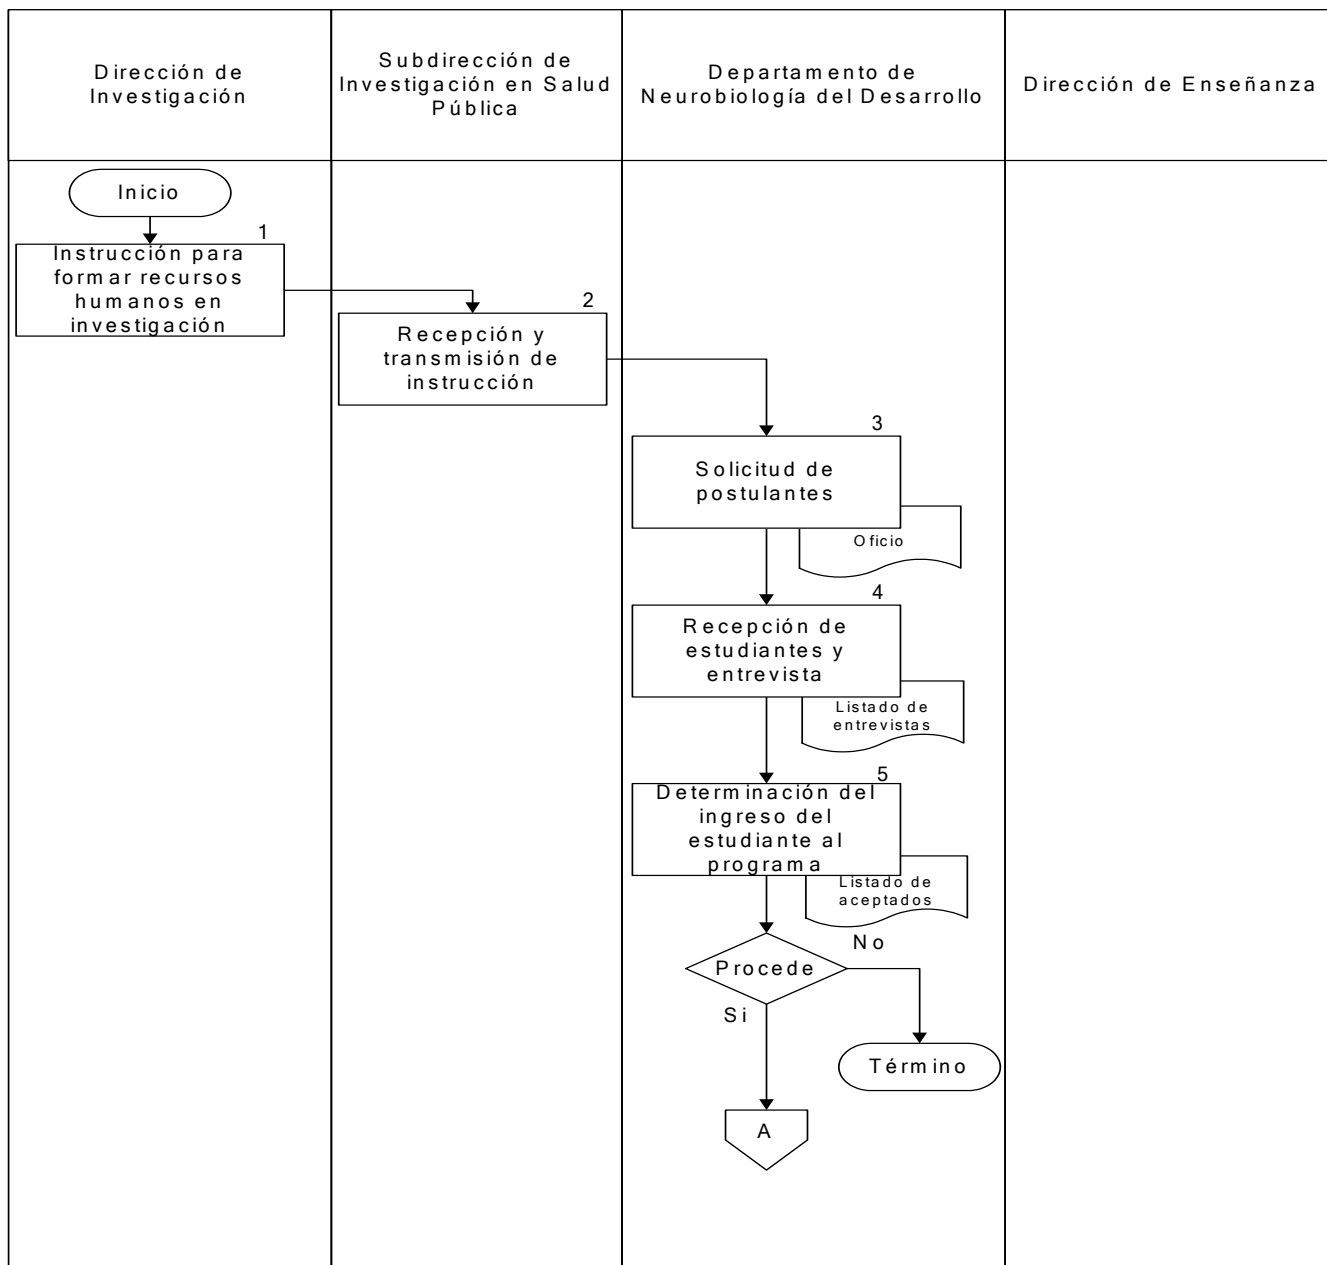 Dirección de
Investigación
Subdirección de
Investigación en Salud
Pública
Departamento de
Neurobiología del Desarrollo
Dirección de Enseñanza
Inicio
1
Instrucción para
formar recursos
humanos en
investigación
2
Recepción y
transmisión de
instrucción
3
Solicitud de
postulantes
Oficio
4
Recepción de
estudiantes y
entrevista
Listado de
entrevistas
5
Determinación del
ingreso del
estudiante al
programa
Listado de
aceptados
No
Procede
Si
Término
A